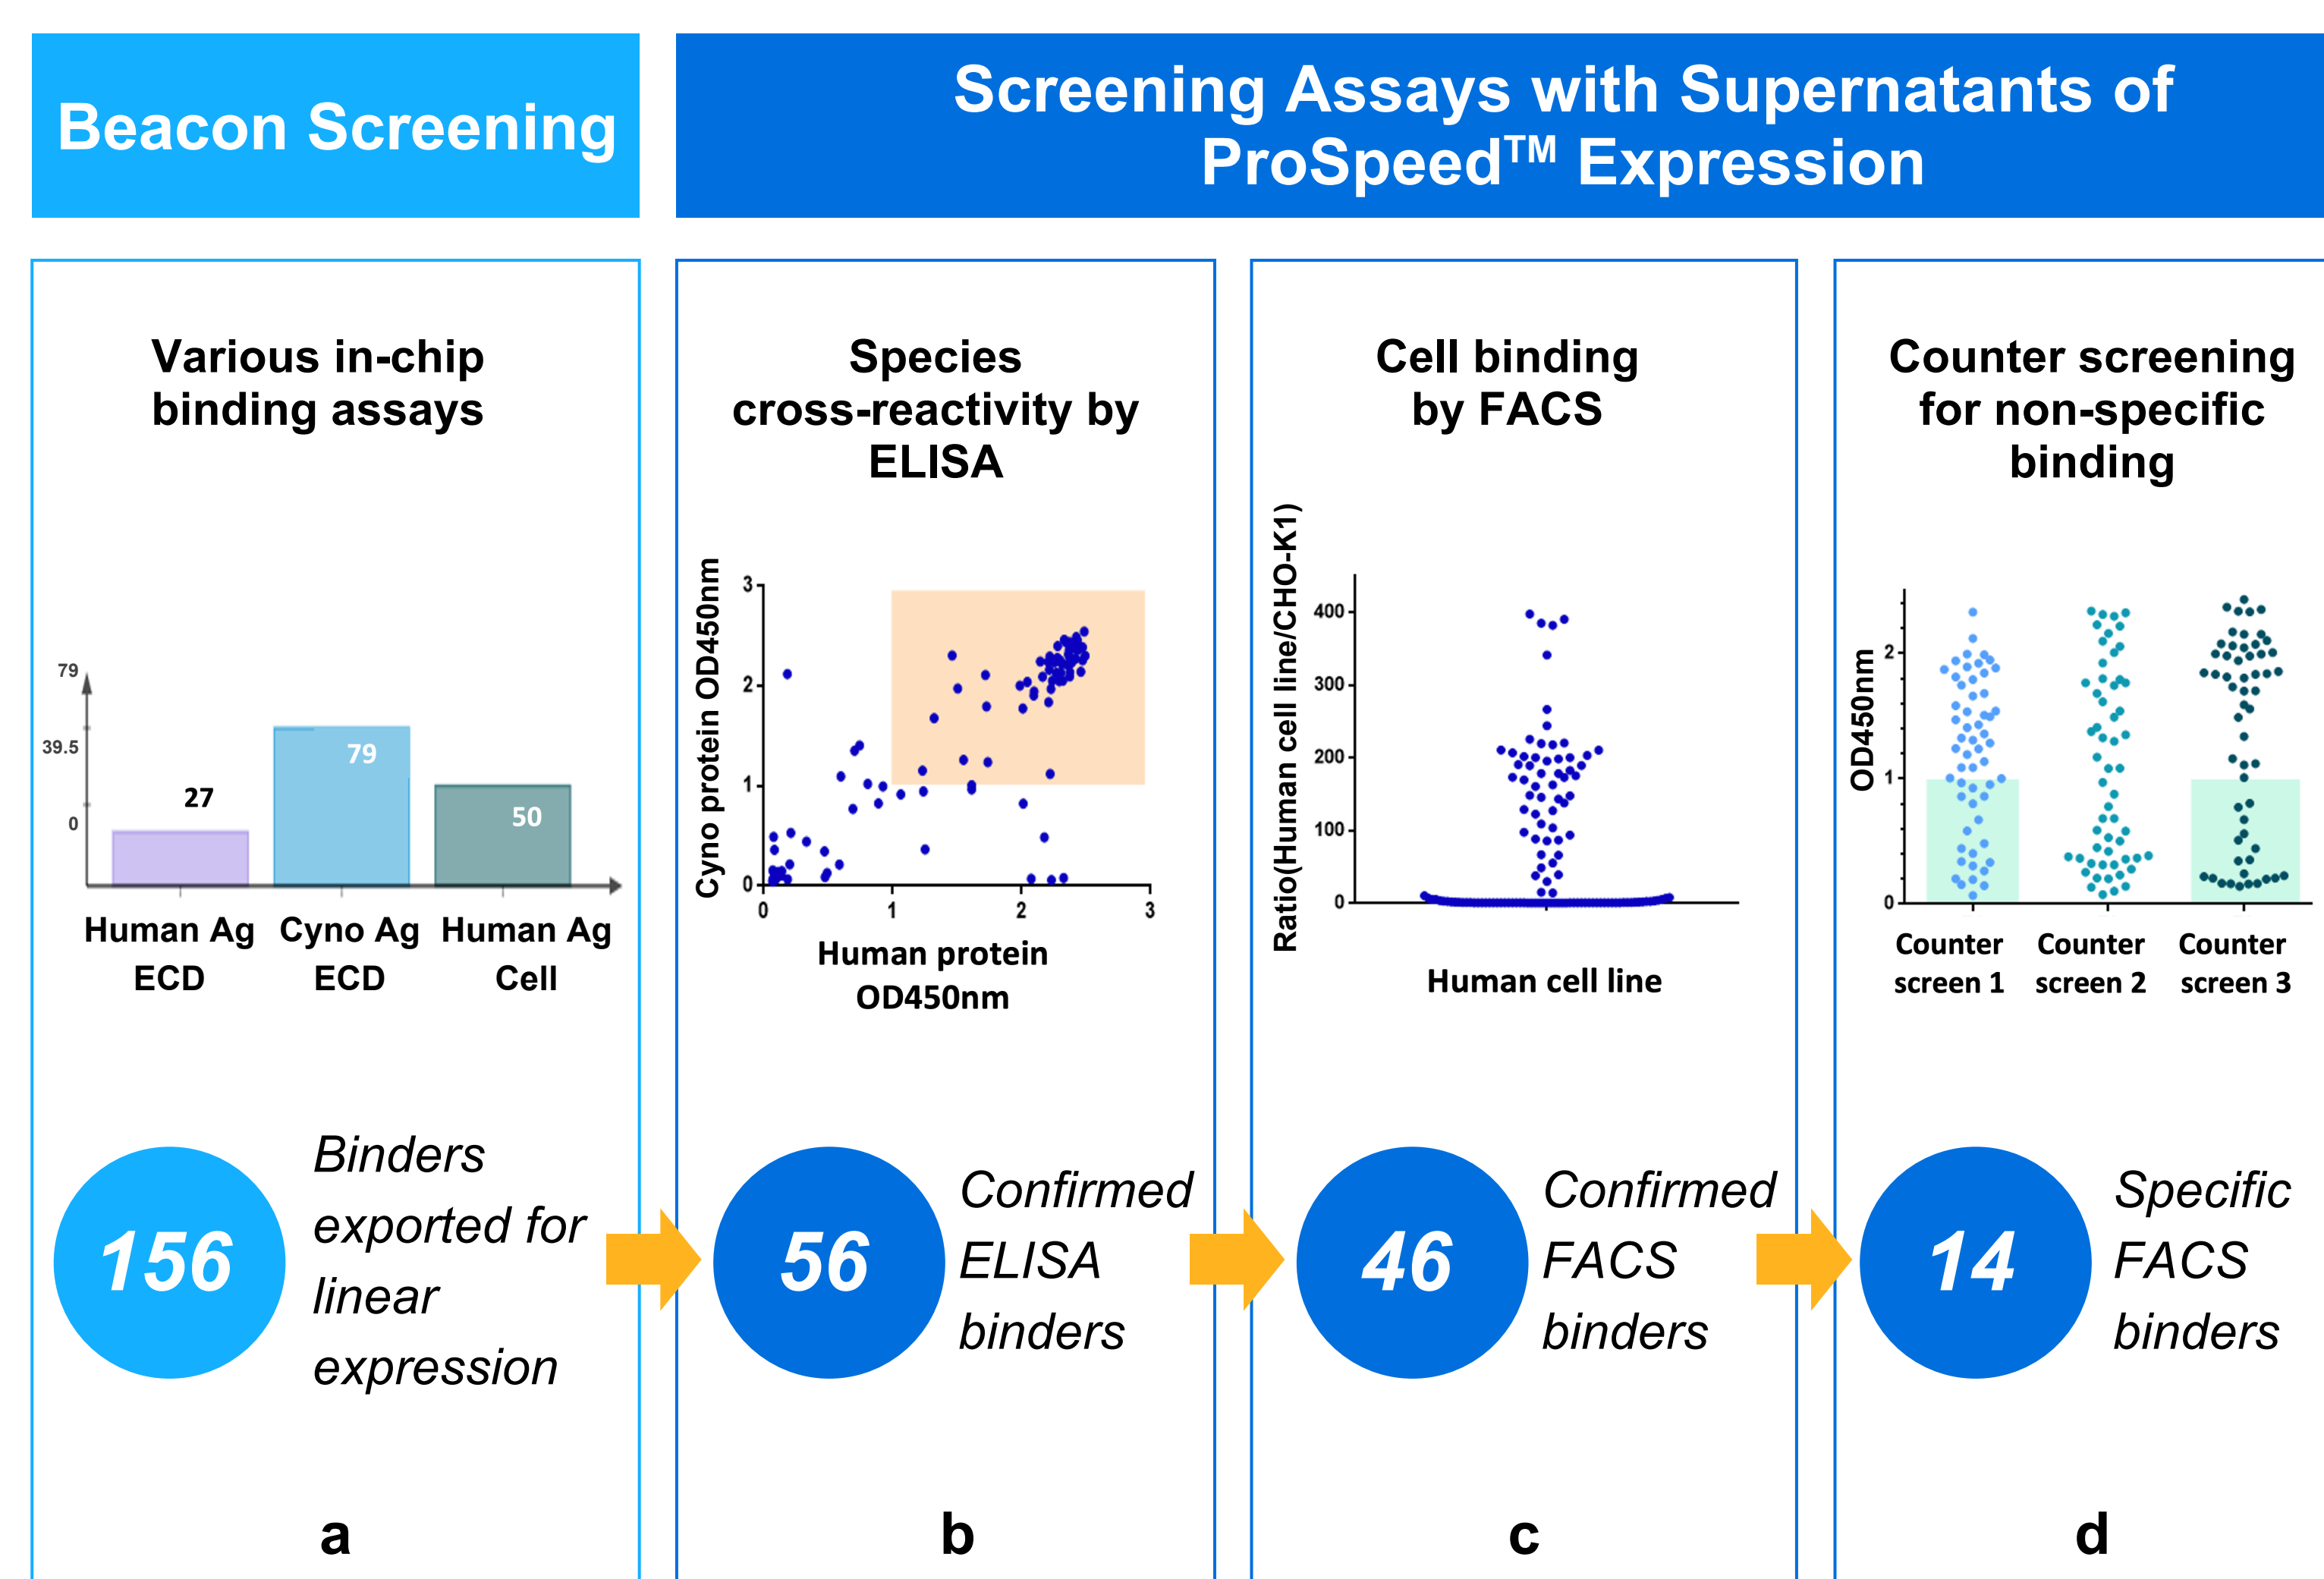 Beacon Screening
Screening Assays with Supernatants of
ProSpeed™ Expression
Various in-chip
binding assays
79
39.5
0
27
79
50
Human Ag
ECD
Cyno Ag
ECD
Human Ag
Cell
156
Binders
exported for
linear
expression
a
Species
cross-reactivity by
ELISA
Cyno protein OD450nm
3
2
1
0
0
1
2
3
Human protein
OD450nm
56
Confirmed
ELISA
binders
b
Cell binding
by FACS
Ratio(Human cell line/CHO-K1)
400
300
200
100
0
Human cell line
46
Confirmed
FACS
binders
c
Counter screening
for non-specific
binding
OD450nm
2
1
0
Counter
screen 1
Counter
screen 2
Counter
screen 3
14
Specific
FACS
binders
d